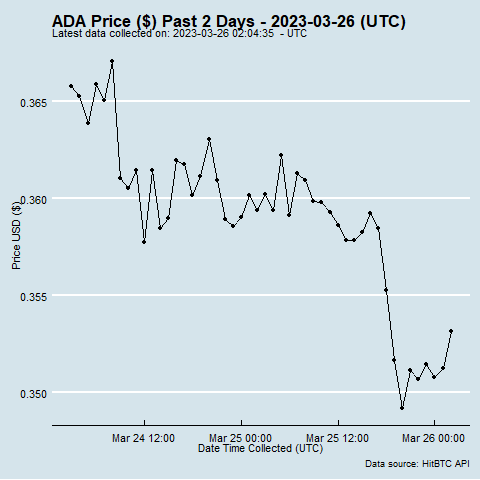 ADA Price ($) Past 2 Days - 2023-03-26 (UTC)
Latest data collected on: 2023-03-26 02:04:35 - UTC
0.365
0.360
0.355
0.350
Price USD ($)
Mar 24 12:00 Mar 25 00:00 Mar 25 12:00 Mar 26 00:00
Date Time Collected (UTC)
Data source: HitBTC API